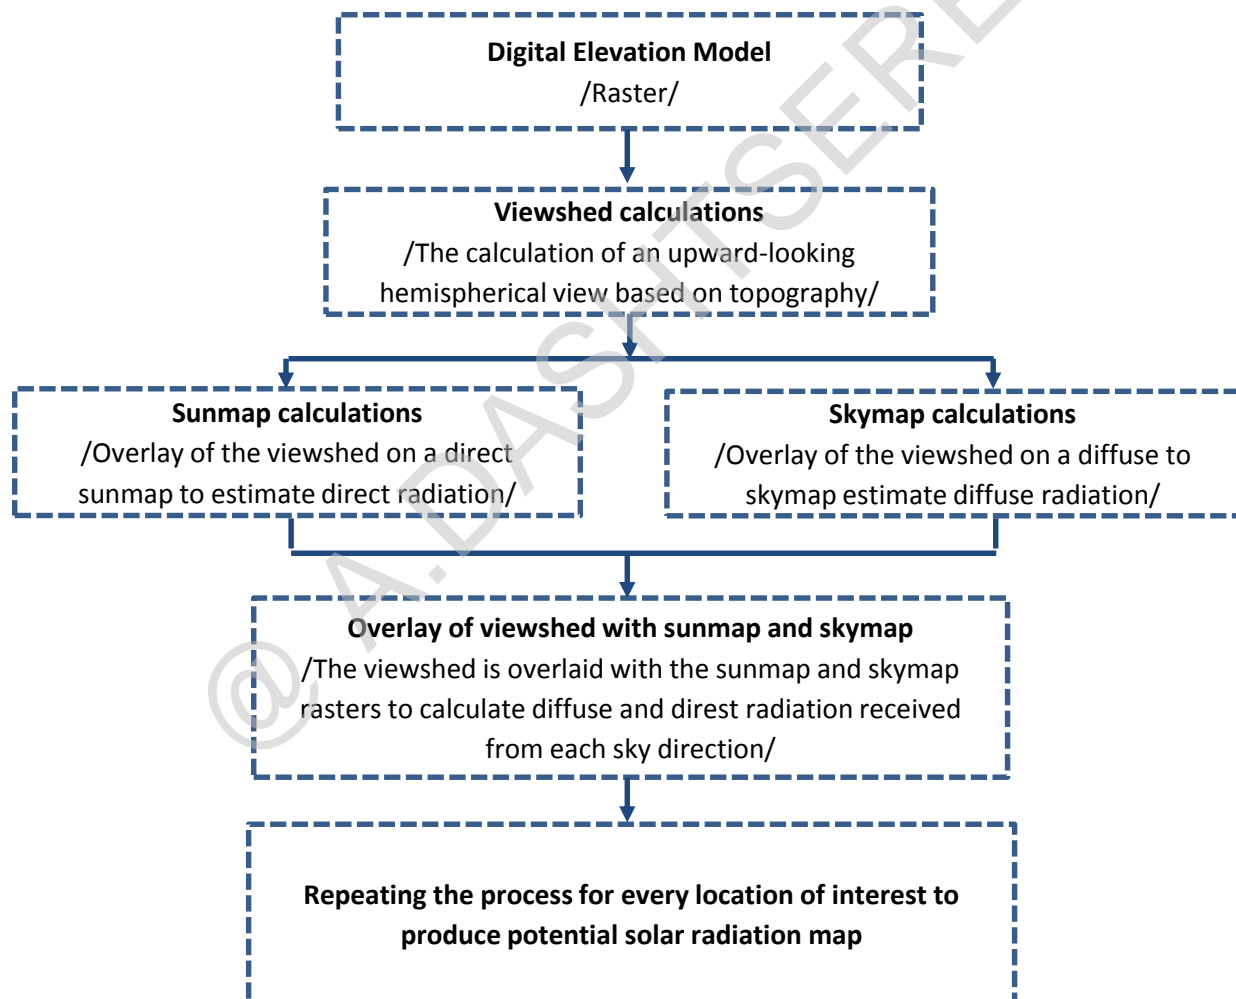 Digital Elevation Model
/Raster/
Viewshed calculations
/The calculation of an upward-looking
hemispherical view based on topography/
Sunmap calculations
/Overlay of the viewshed on a direct
sunmap to estimate direct radiation/
Skymap calculations
/Overlay of the viewshed on a diffuse to
skymap estimate diffuse radiation/
Overlay of viewshed with sunmap and skymap
/The viewshed is overlaid with the sunmap and skymap
rasters to calculate diffuse and direst radiation received
from each sky direction/
Repeating the process for every location of interest to
produce potential solar radiation map
@ A.DASHTSERE